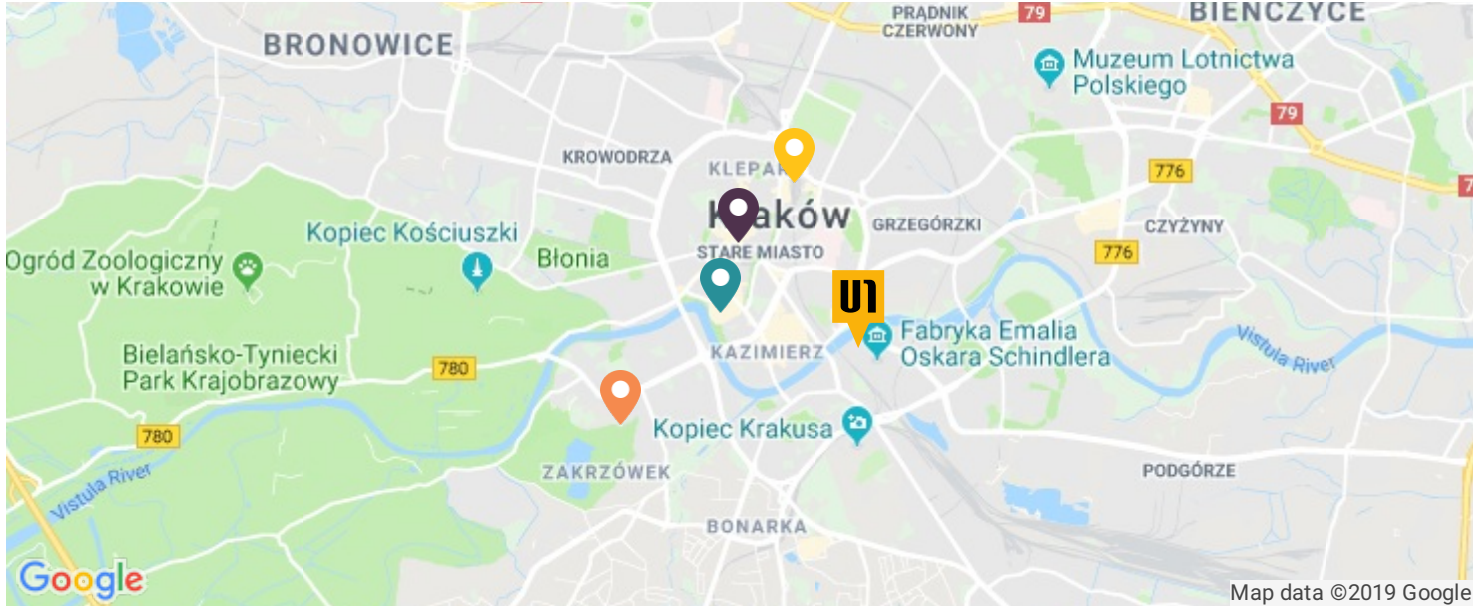 PRĄDNIK
CZERWONY
79
BIEŃCZYCE
BRONOWICE
Muzeum Lotnictwa
Polskiego
79
KROWODRZA
KLEPAR
776
7
Kraków
GRZEGÓRZKI
CZYŻYNY
Kopiec Kościuszki
STARE MIASTO
776
Błonia
Ogród Zoologiczny
w Krakowie
U1
Fabryka Emalia
Oskara Schindlera
Vistula River
Bielańsko-Tyniecki
Park Krajobrazowy
780
KAZIMIERZ
780
Kopiec Krakusa
ZAKRZÓWEK
PODGÓRZE
Vistula River
BONARKA
Google
Map data ©2019 Google